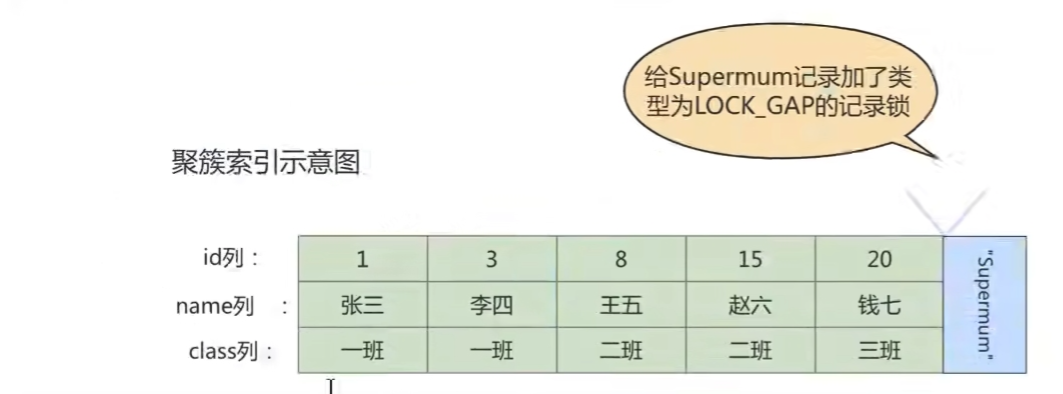 给Supermum记录加了类
型为LOCK_GAP的记录锁
聚簇索引示意图
id列： 1 3 8 15 20
name列 ： 张三 李四 王五 赵六 钱七
class列： 一班 一班 二班 二班 三班
"Supermum"